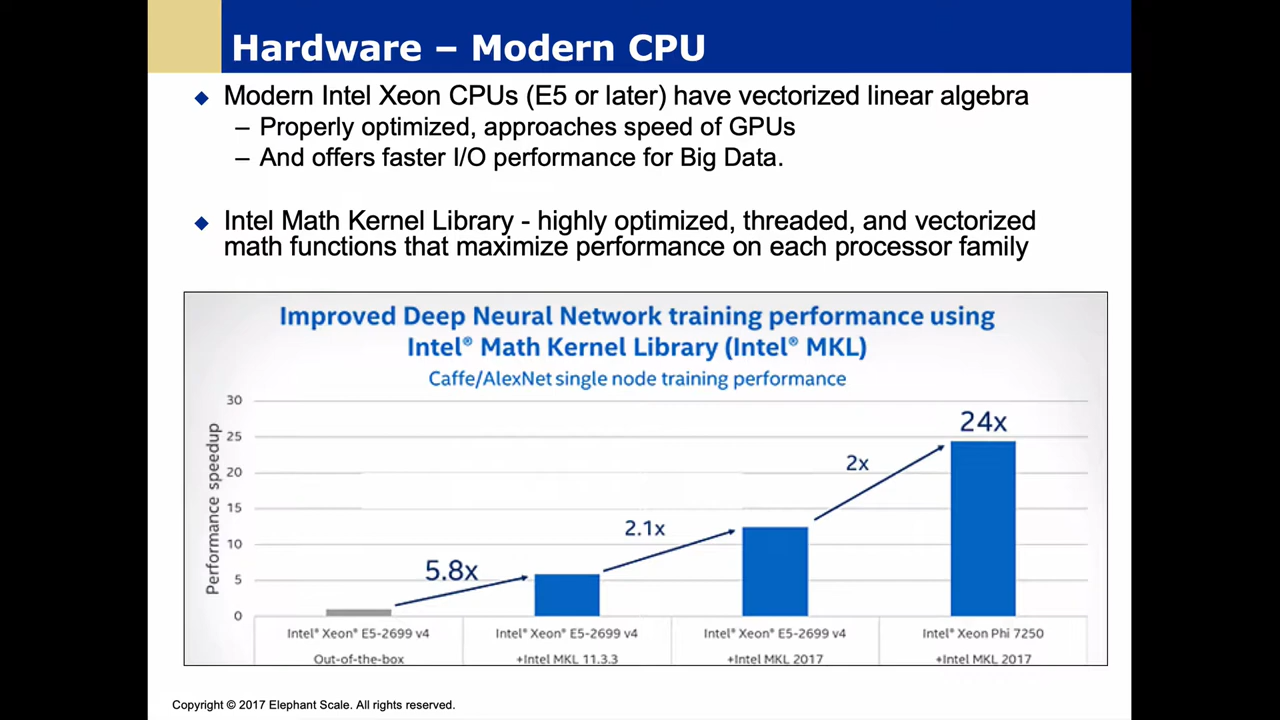 Hardware – Modern CPU
Modern Intel Xeon CPUs (E5 or later) have vectorized linear algebra
– Properly optimized, approaches speed of GPUs
– And offers faster I/O performance for Big Data.
Intel Math Kernel Library - highly optimized, threaded, and vectorized
math functions that maximize performance on each processor family
Improved Deep Neural Network training performance using
Intel® Math Kernel Library (Intel® MKL)
Caffe/AlexNet single node training performance
Performance speedup
30
25
20
15
10
5
0
5.8x
2.1x
2x
24x
Intel® Xeon® E5-2699 v4
Out-of-the-box
Intel® Xeon® E5-2699 v4
+Intel MKL 11.3.3
Intel® Xeon® E5-2699 v4
+Intel MKL 2017
Intel® Xeon Phi 7250
+Intel MKL 2017
Copyright © 2017 Elephant Scale. All rights reserved.